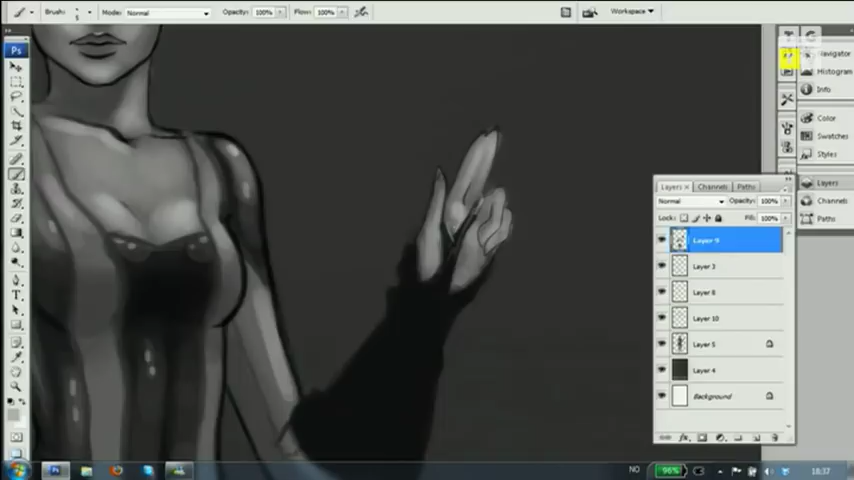 Brush: 5 Mode: Normal Opacity: 100% Flow: 100% Workspace
Ps
Navigator
Histogram
Info
Color
Swatches
Styles
Layers
Channels
Paths
Layers × Channels Paths
Normal Opacity: 100%
Lock: Fill: 100%
Layer 9
Layer 3
Layer 8
Layer 10
Layer 5
Layer 4
Background
NO 96% 18:37